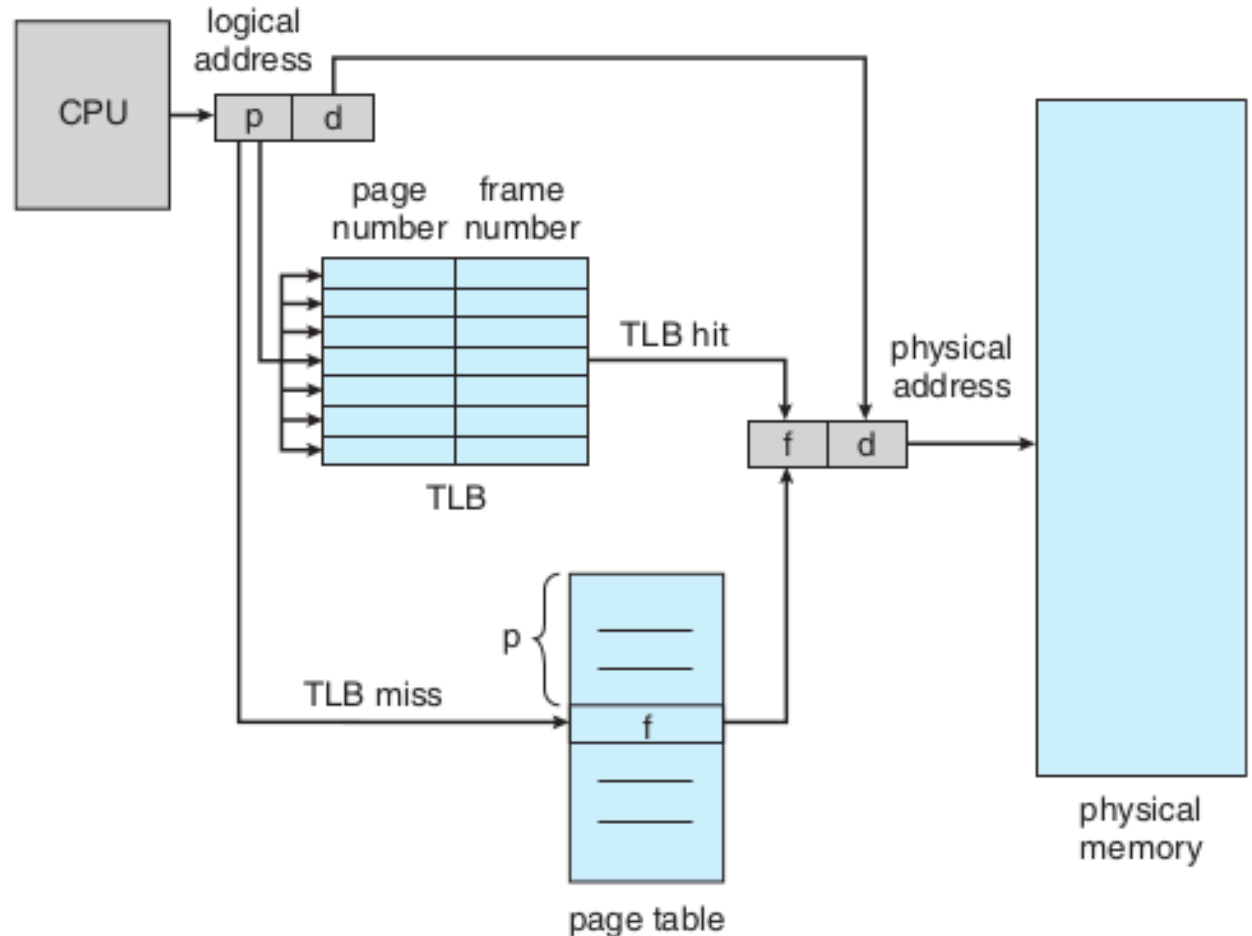 logical
address
CPU
p
d
page
number
frame
number
TLB hit
physical
address
f
d
TLB
p
TLB miss
f
physical
memory
page table